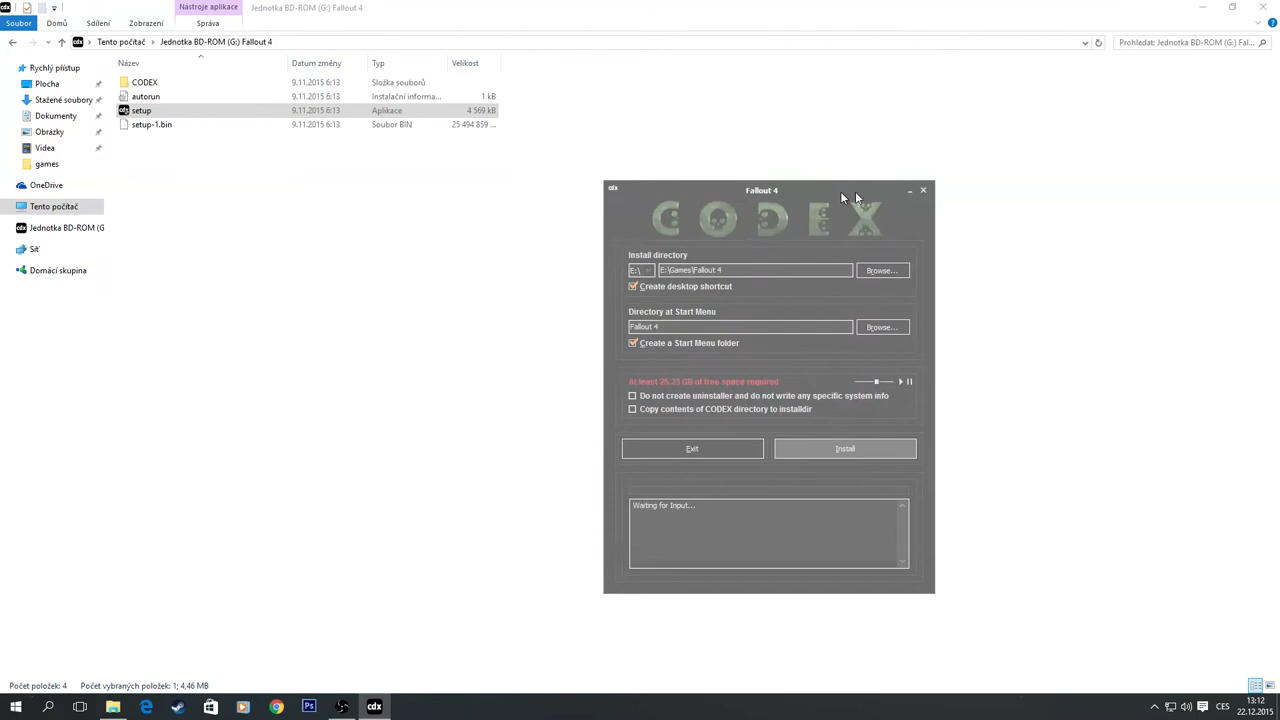 Nástroje aplikace
Jednotka BD-ROM (G:) Fallout 4
Soubor
Domů
Sdílení
Zobrazení
Správa
Tento počítač
Jednotka BD-ROM (G:) Fallout 4
Prohledat: Jednotka BD-ROM (G:) Fal...
Název
Datum změny
Typ
Velikost
Rychlý přístup
Plocha
Stažené soubory
Dokumenty
Obrázky
Videa
games
OneDrive
Tento počítač
Jednotka BD-ROM (G
Síť
Domácí skupina
CODEX 9.11.2015 6:13 Složka souborů
autorun 9.11.2015 6:13 Instalační informa... 1 kB
setup 9.11.2015 6:13 Aplikace 4 569 kB
setup-1.bin 9.11.2015 6:13 Soubor BIN 25 494 859 ...
cdx
Fallout 4
CODEX
Install directory
E:\ E:\Games\Fallout 4 Browse...
Create desktop shortcut
Directory at Start Menu
Fallout 4 Browse...
Create a Start Menu folder
At least 25.23 GB of free space required
Do not create uninstaller and do not write any specific system info
Copy contents of CODEX directory to installdir
Exit Install
Waiting for Input...
Počet položek: 4 Počet vybraných položek: 1; 4,46 MB
Ps
cdx
CES
13:12
22.12.2015